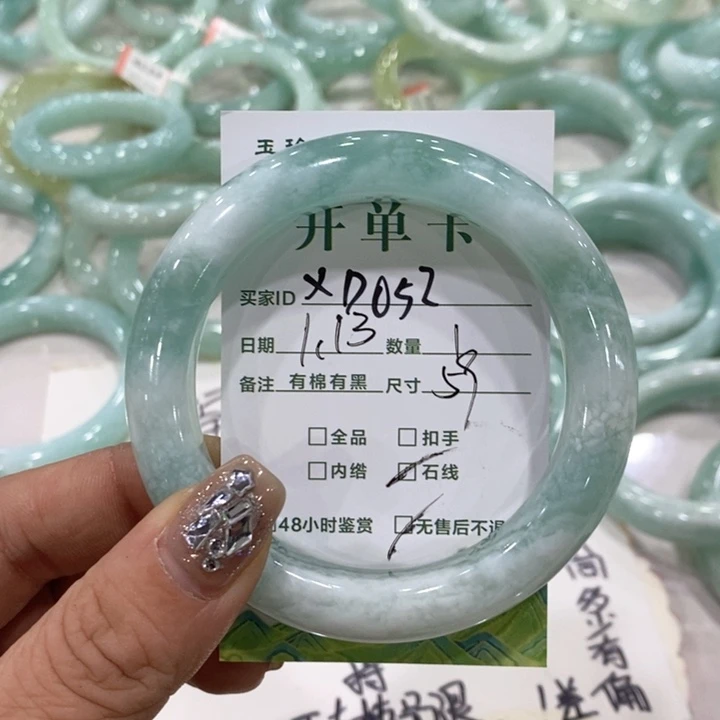 开单卡
买家ID XD052
日期 1.13 数量 1
备注 有棉有黑 尺寸 59
□全品 □扣手
□内绺 □石线
48小时鉴赏 □无售后不退